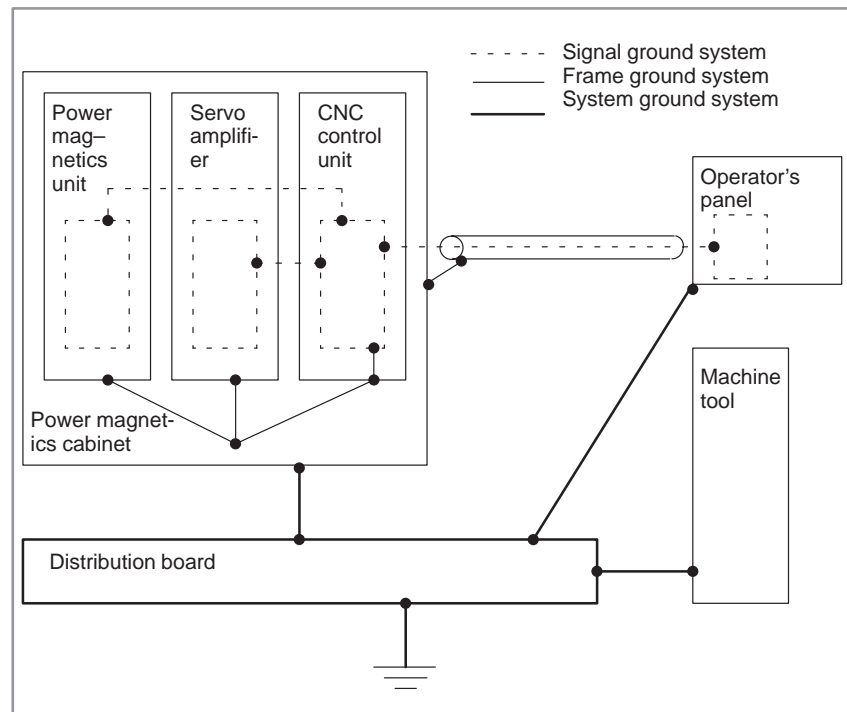 Signal ground system
Frame ground system
System ground system
Power
mag–
netics
unit
Servo
amplifi-
er
CNC
control
unit
Operator's
panel
Machine
tool
Power magnet-
ics cabinet
Distribution board